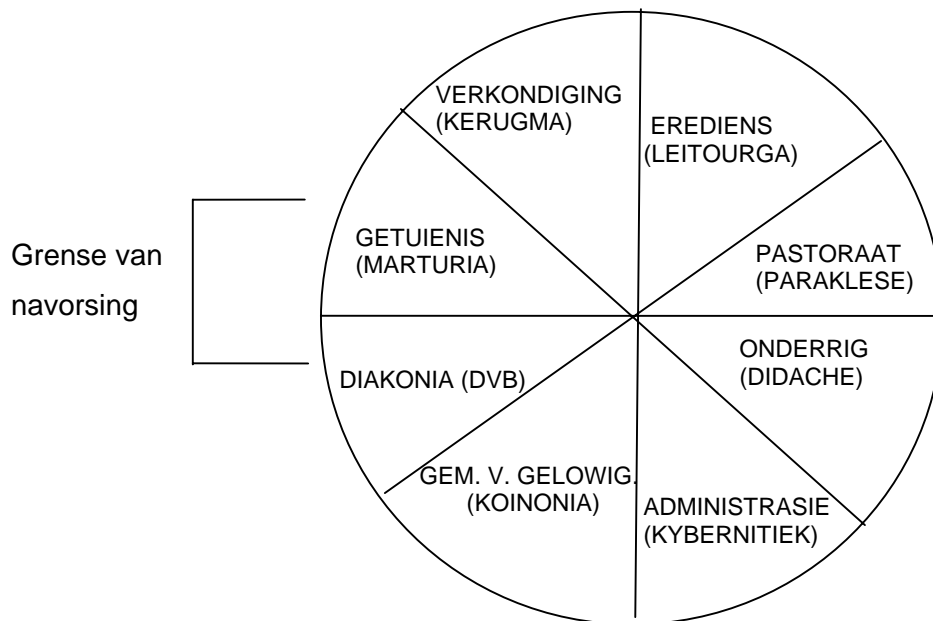 VERKONDIGING
(KERUGMA)
EREDIENS
(LEITOURGA)
GETUIENIS
(MARTURIA)
PASTORAAT
(PARAKLESE)
Grense van
navorsing
ONDERRIG
(DIDACHE)
DIAKONIA (DVB)
GEM. V. GELOWIG.
(KOINONIA)
ADMINISTRASIE
(KYBERNITIEK)